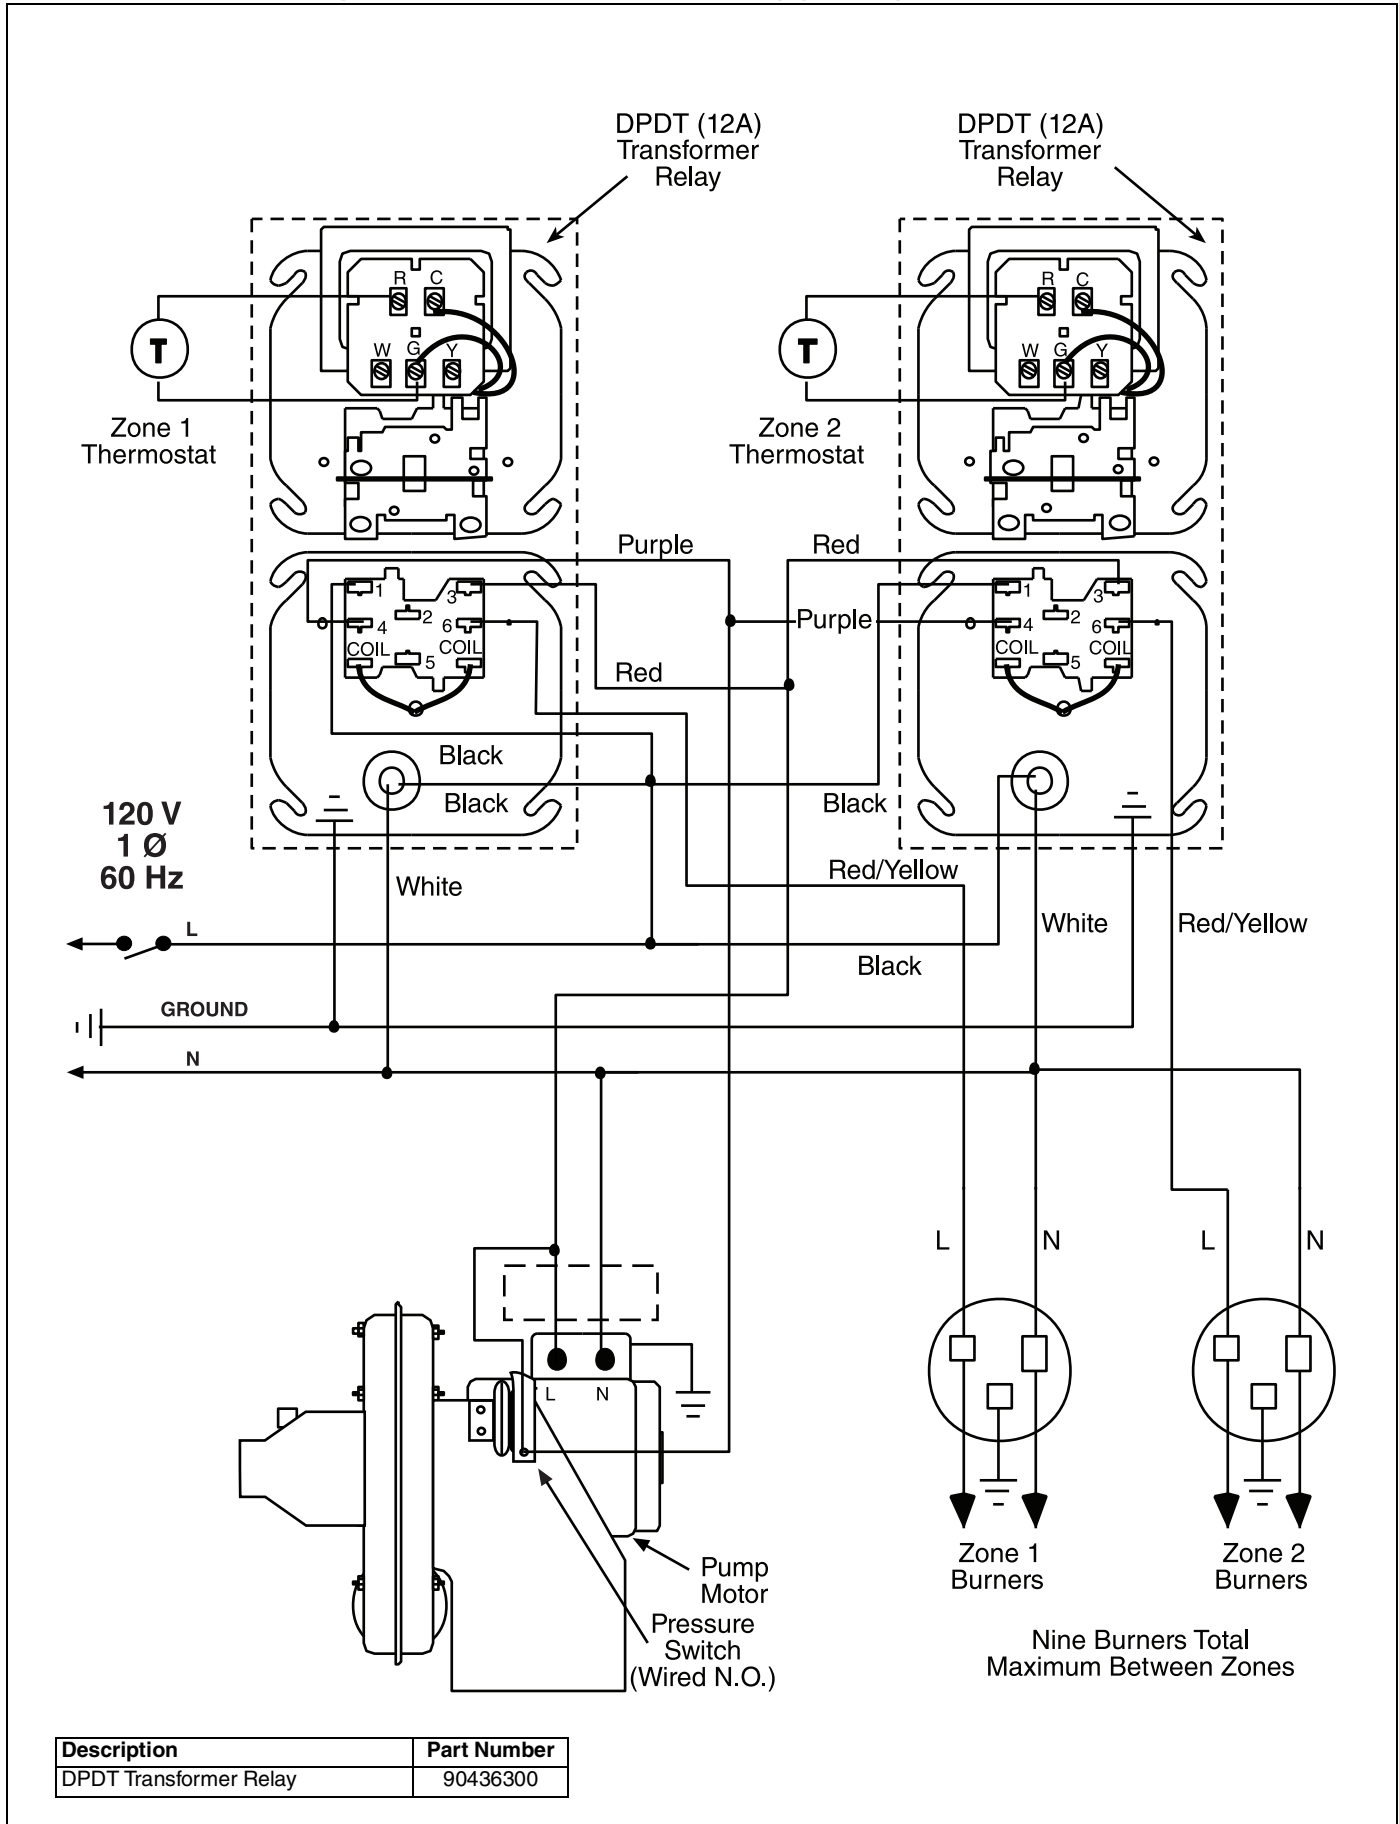 DPDT (12A)
Transformer
Relay
DPDT (12A)
Transformer
Relay
R C
W G Y
T
Zone 1
Thermostat
R C
W G Y
T
Zone 2
Thermostat
Purple
Red
1 3
2
4 6
COIL COIL
5
Purple
1 3
2
4 6
COIL COIL
5
Red
Black
Black
Black
120 V
1 Ø
60 Hz
White
Red/Yellow
L
White
Red/Yellow
Black
GROUND
N
L
N
L
N
L
N
Pump
Motor
Pressure
Switch
(Wired N.O.)
Zone 1
Burners
Zone 2
Burners
Nine Burners Total
Maximum Between Zones
Description Part Number
DPDT Transformer Relay 90436300